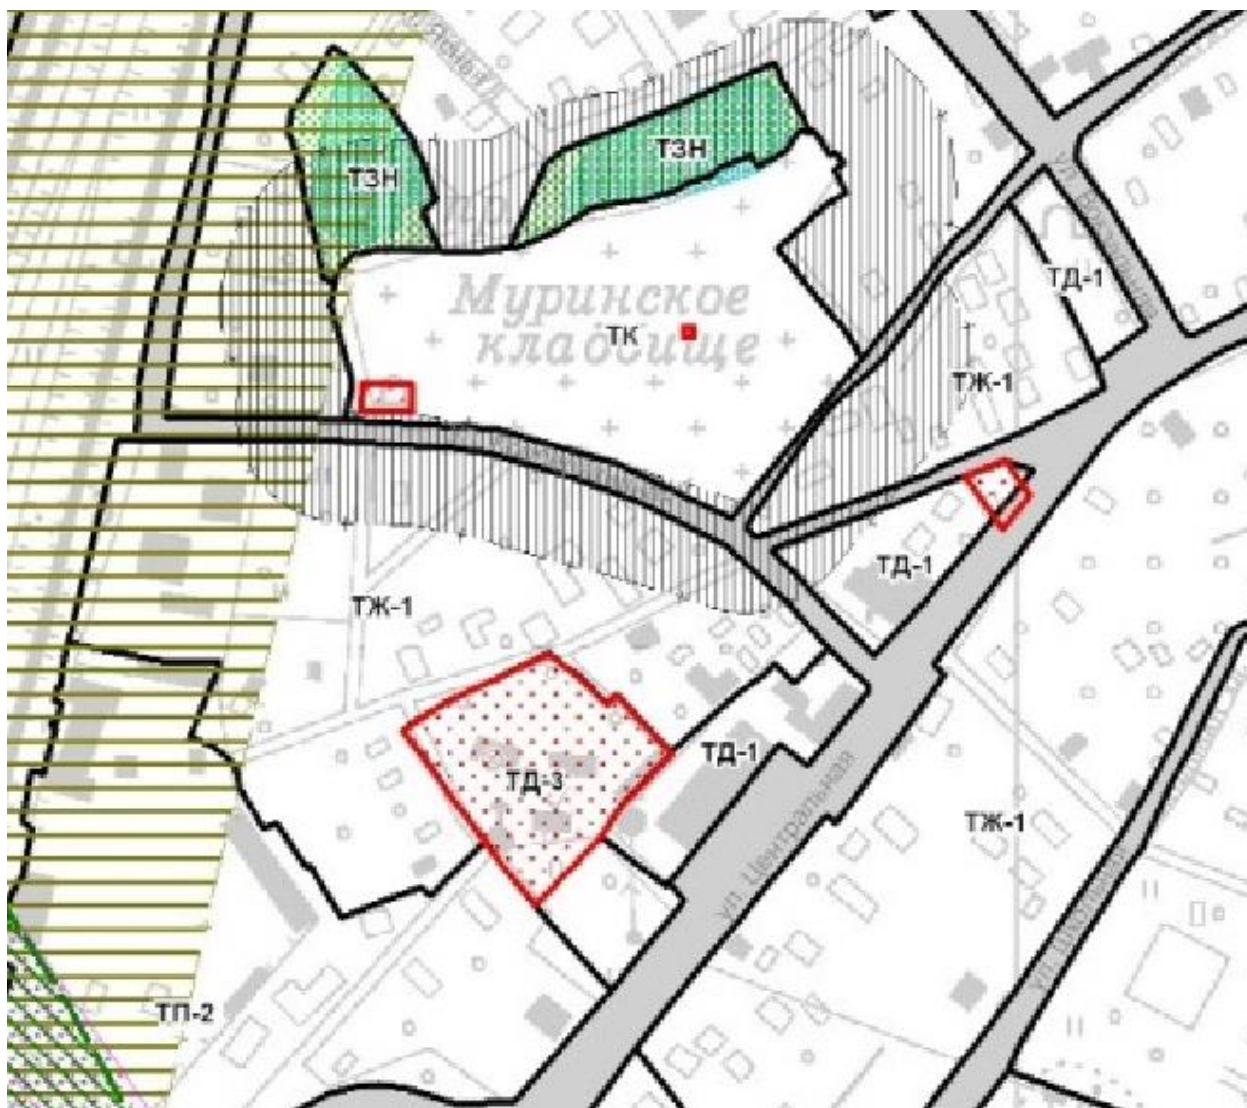 ТЗН
ТЗН
Муринское
кладбище
ТК
ТД-1
ТЖ-1
ТД-1
ТЖ-1
ТД-1
ТД-3
ул. Центральная
ТЖ-1
ТП-2